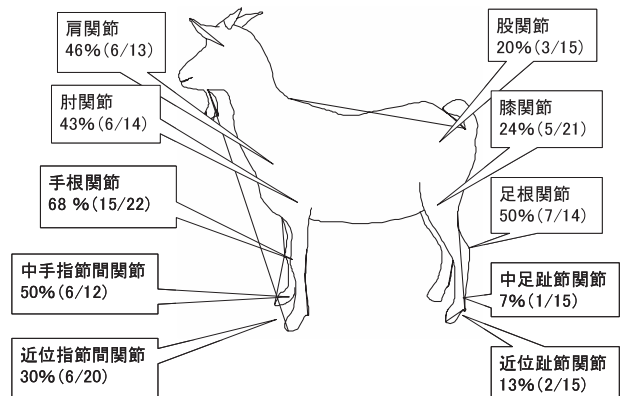 肩関節
46%(6/13)
肘関節
43%(6/14)
手根関節
68 %(15/22)
中手指節間関節
50%(6/12)
近位指節間関節
30%(6/20)
股関節
20%(3/15)
膝関節
24%(5/21)
足根関節
50%(7/14)
中足趾節関節
7%(1/15)
近位趾節関節
13%(2/15)